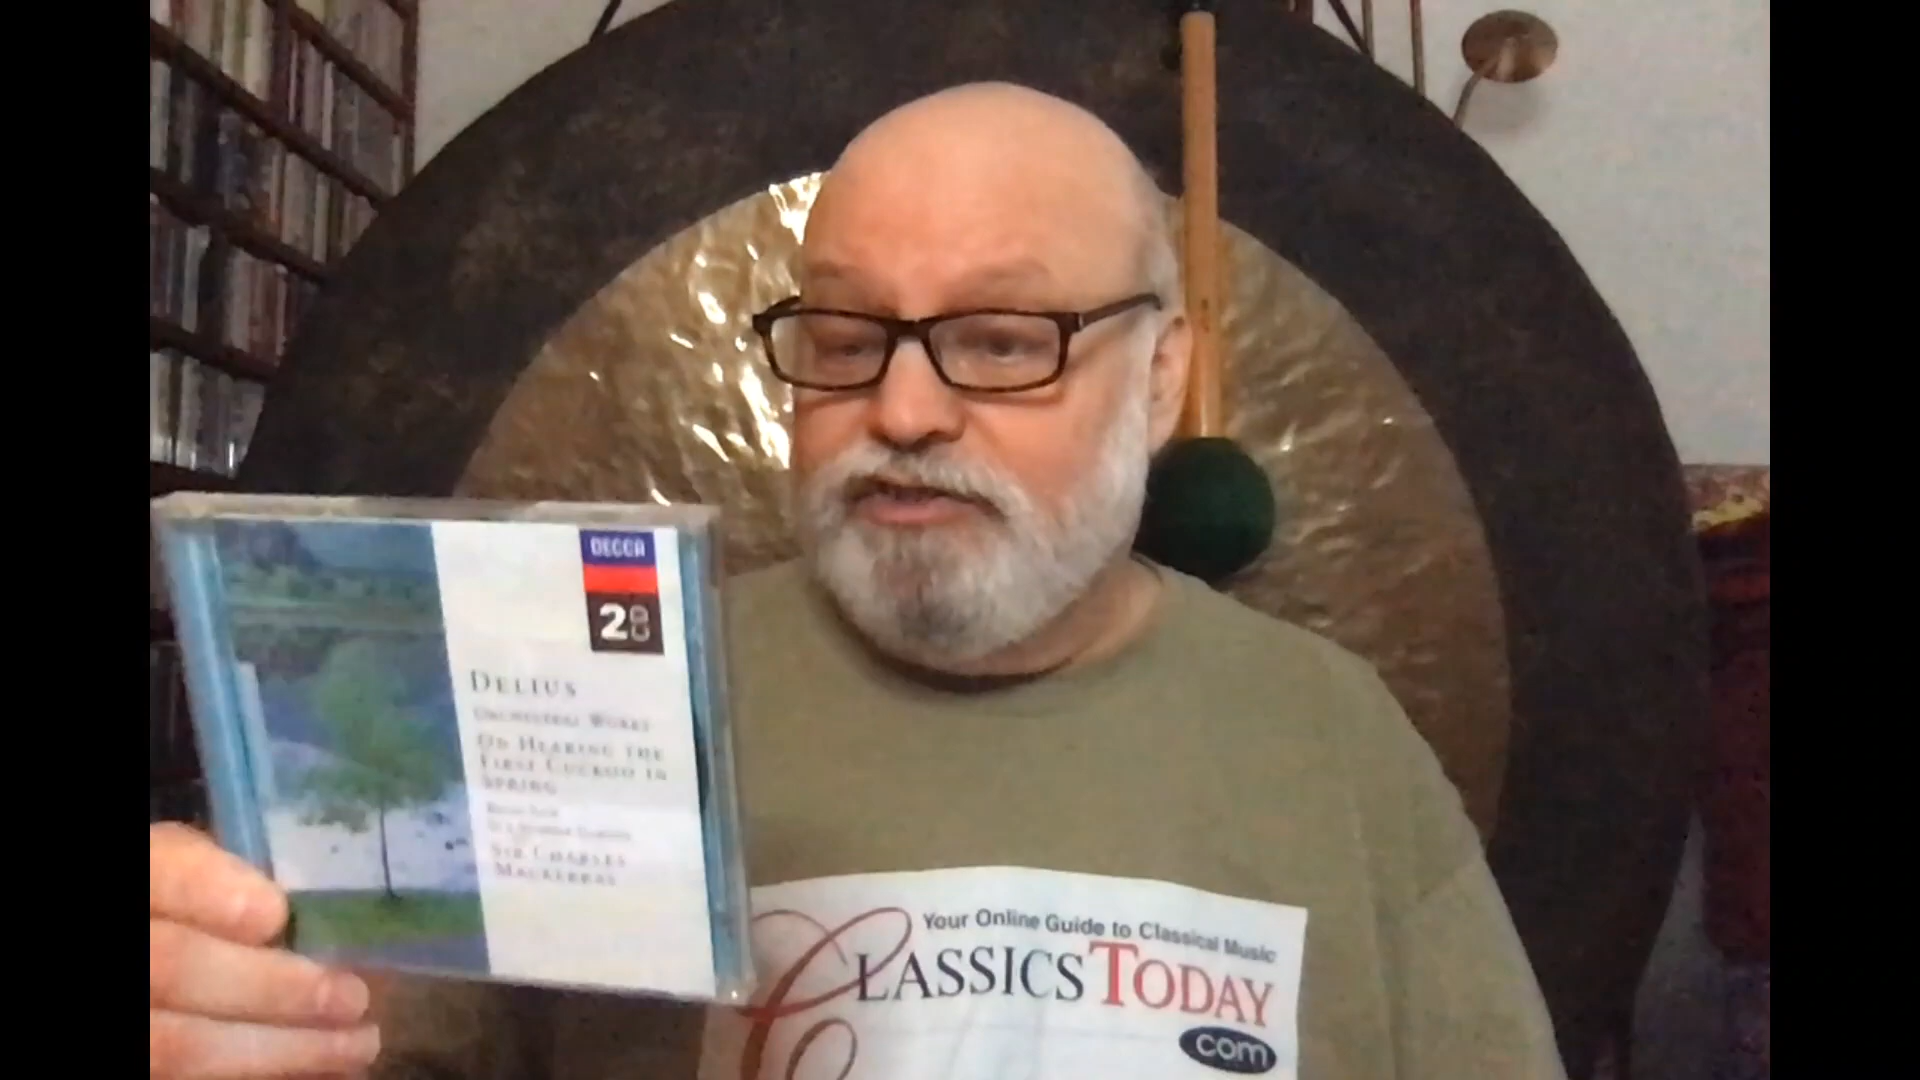 DECCA
2CD
DELIUS
ORCHESTRAL WORKS
ON HEARING THE
FIRST CUCKOO IN
SPRING
SIR CHARLES
MACKERRAS
Your Online Guide to Classical Music
CLASSICSTODAY
com